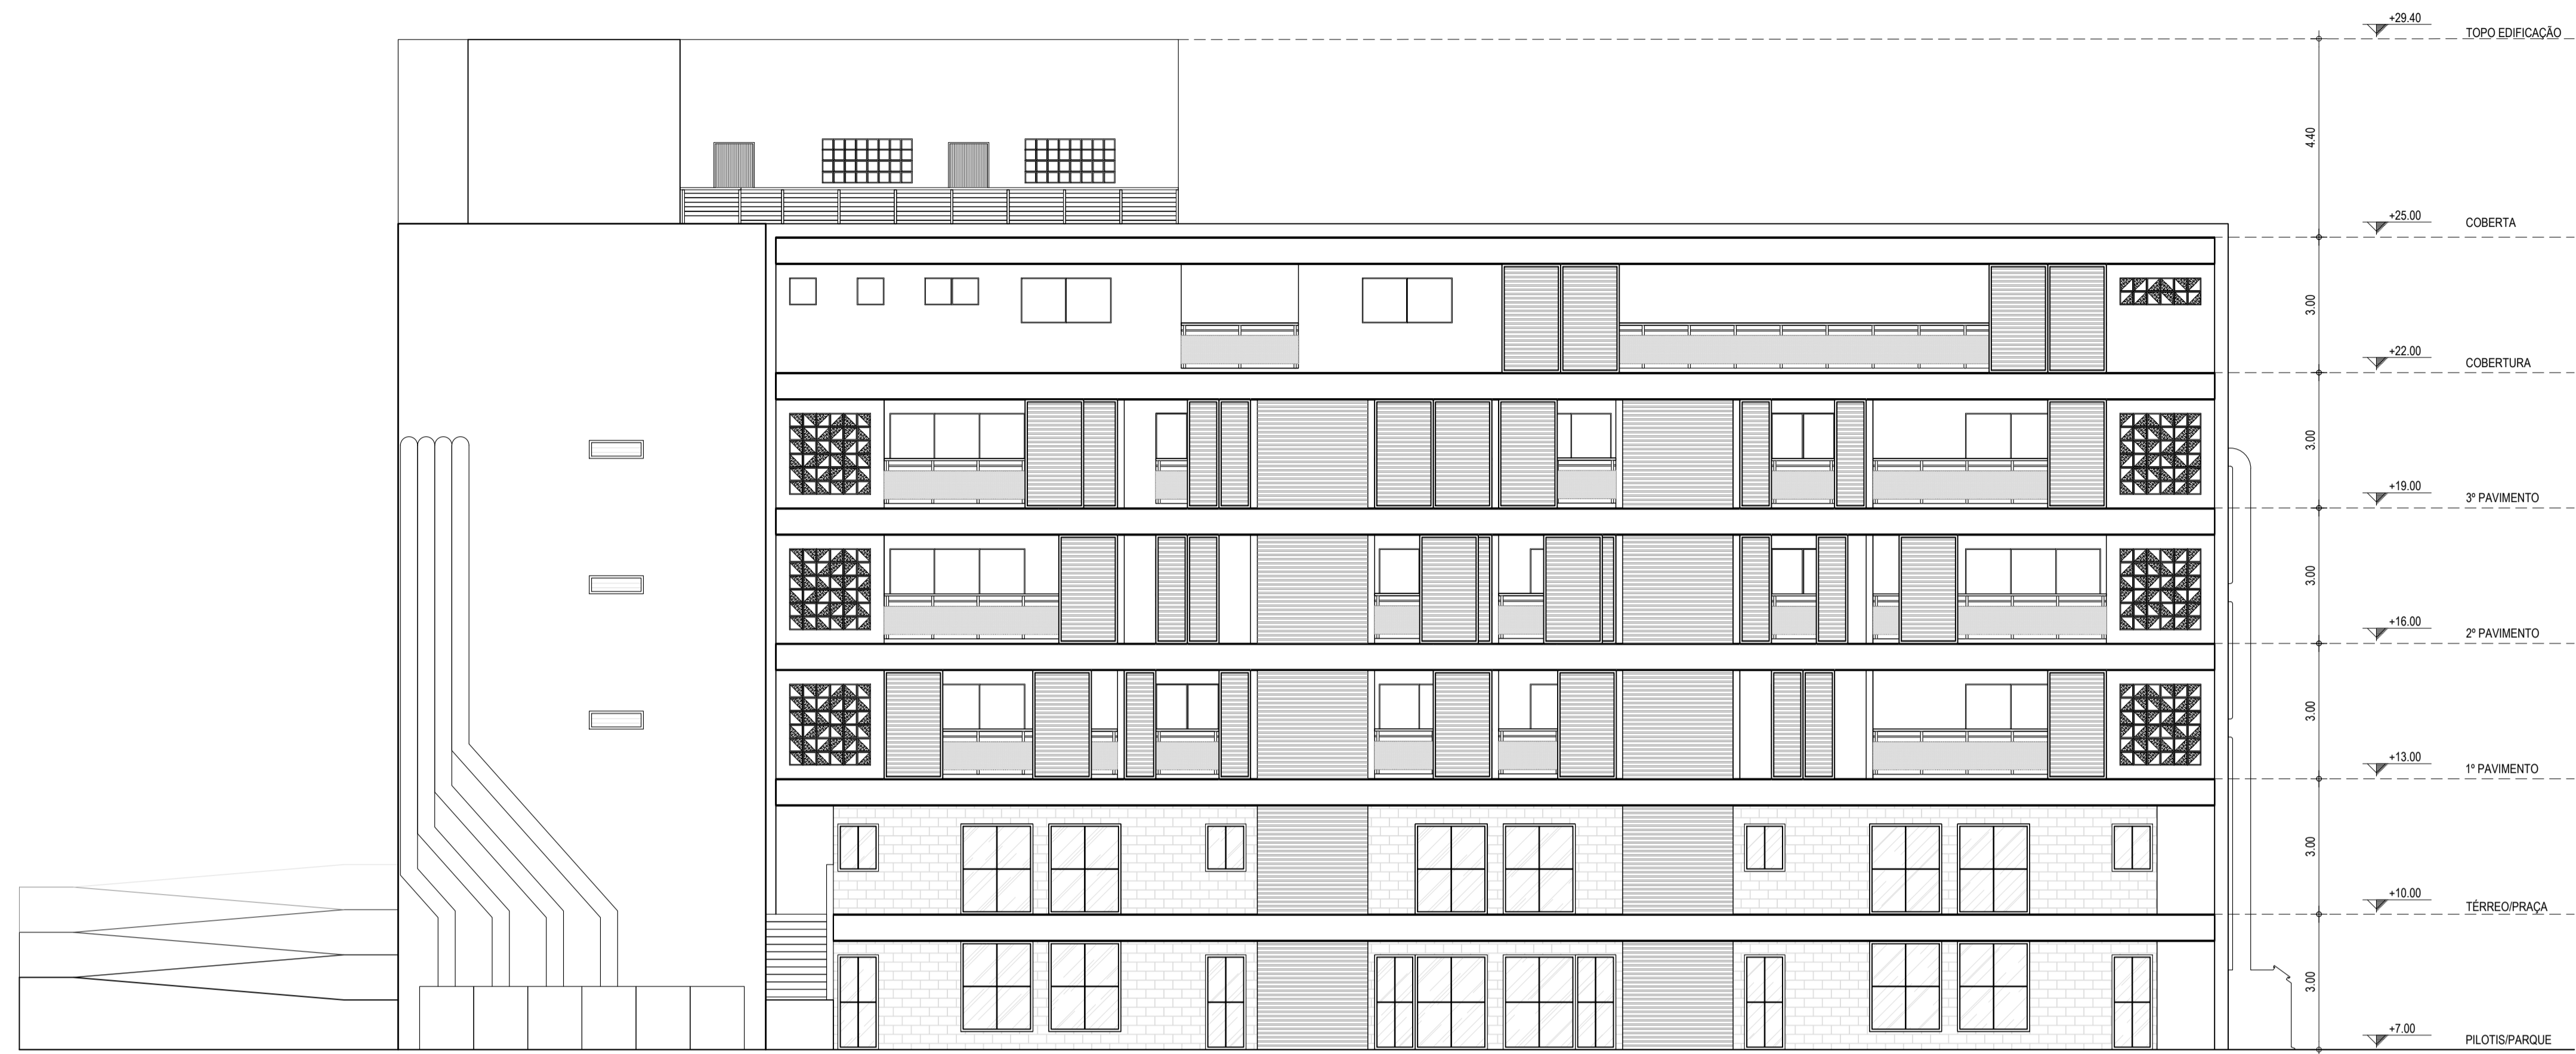 +29.40
TOPO EDIFICAÇÃO
4.40
+25.00
COBERTA
3.00
+22.00
COBERTURA
3.00
+19.00
3º PAVIMENTO
3.00
+16.00
2º PAVIMENTO
3.00
+13.00
1º PAVIMENTO
3.00
+10.00
TÉRREO/PRAÇA
3.00
+7.00
PILOTIS/PARQUE